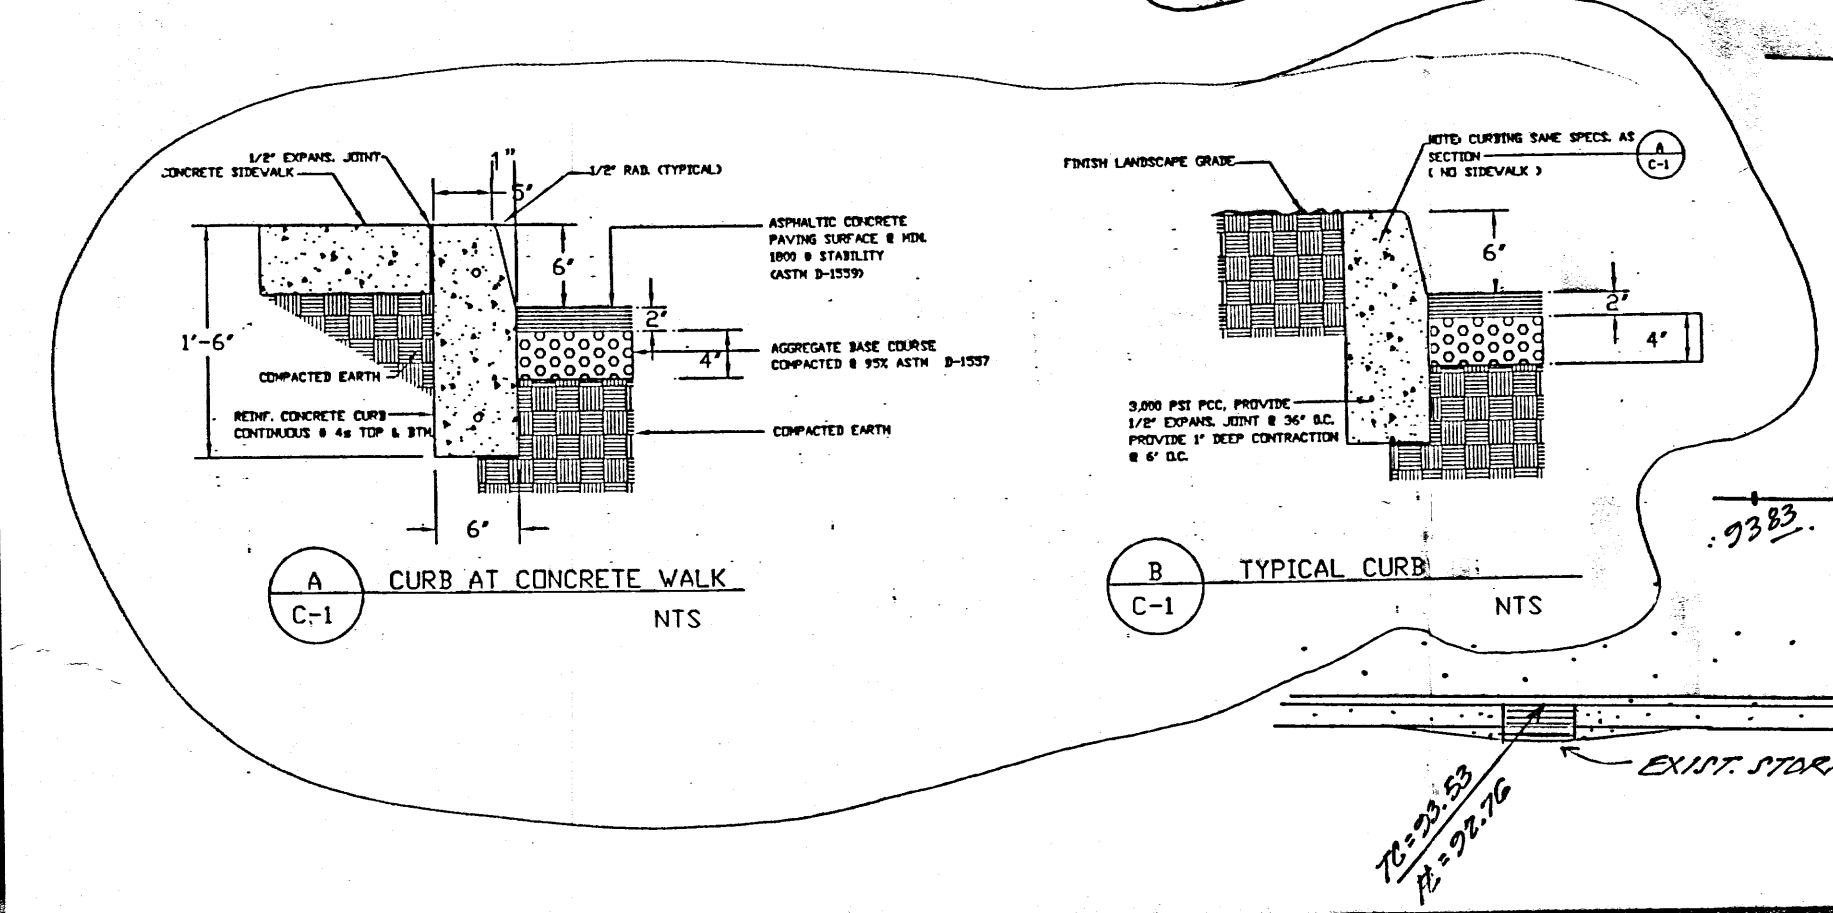 1/2" EXPANS. JOINT
CONCRETE SIDEWALK
1"
5"
1/2" RAD. (TYPICAL)
ASPHALTIC CONCRETE
PAVING SURFACE @ MIN.
1800 # STABILITY
(ASTM D-1559)
6"
2"
1'-6"
4"
AGGREGATE BASE COURSE
COMPACTED @ 95% ASTM D-1557
COMPACTED EARTH
REINF. CONCRETE CURB
CONTINUOUS # 4s TOP & BTM.
COMPACTED EARTH
6"
A
C-1
CURB AT CONCRETE WALK
NTS
NOTE: CURBING SAME SPECS. AS
SECTION
( NO SIDEWALK )
A
C-1
FINISH LANDSCAPE GRADE
6"
2"
4"
3,000 PSI PCC, PROVIDE
1/2" EXPANS. JOINT @ 36" O.C.
PROVIDE 1" DEEP CONTRACTION
@ 6' O.C.
B
C-1
TYPICAL CURB
NTS
9383
EXIST. STOR
TC=93.53
=92.76